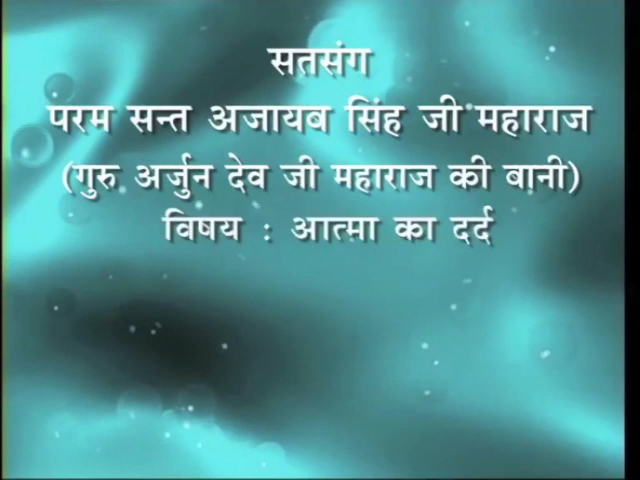 सतसंग
परम सन्त अजायब सिंह जी महाराज
(गुरु अर्जुन देव जी महाराज की बानी)
विषय : आत्मा का दर्द